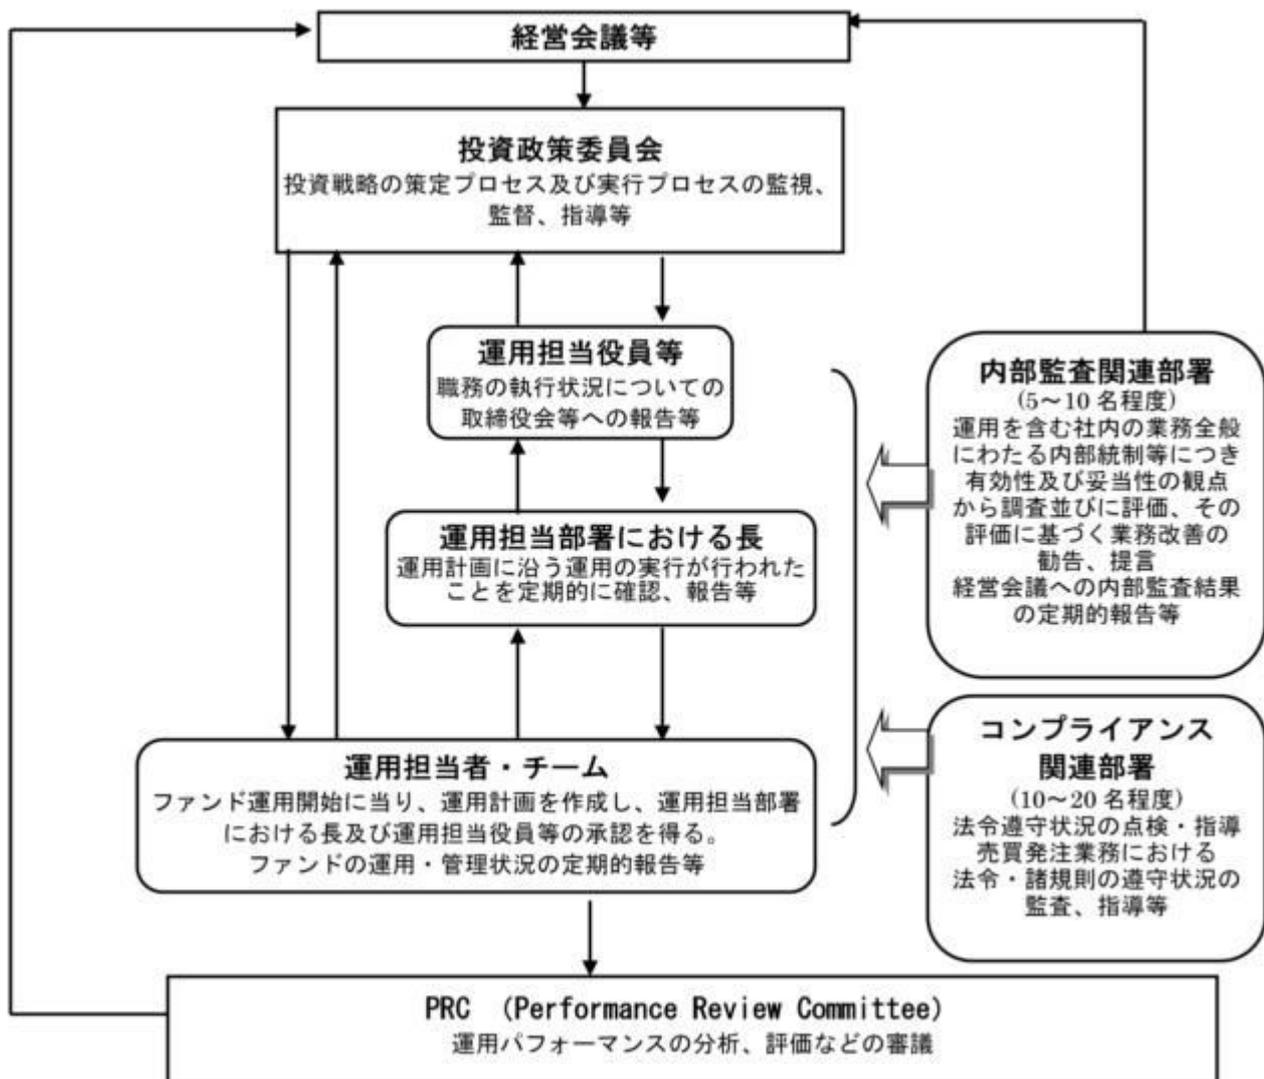 経営会議等
投資政策委員会
投資戦略の策定プロセス及び実行プロセスの監視、
監督、指導等
運用担当役員等
職務の執行状況についての
取締役会等への報告等
運用担当部署における長
運用計画に沿う運用の実行が行われた
ことを定期的に確認、報告等
運用担当者・チーム
ファンド運用開始に当り、運用計画を作成し、運用担当部署
における長及び運用担当役員等の承認を得る。
ファンドの運用・管理状況の定期的報告等
内部監査関連部署
(5～10 名程度)
運用を含む社内の業務全般
にわたる内部統制等につき
有効性及び妥当性の観点
から調査並びに評価、その
評価に基づく業務改善の
勧告、提言
経営会議への内部監査結果
の定期的報告等
コンプライアンス
関連部署
(10～20 名程度)
法令遵守状況の点検・指導
売買発注業務における
法令・諸規則の遵守状況の
監査、指導等
PRC （Performance Review Committee）
運用パフォーマンスの分析、評価などの審議